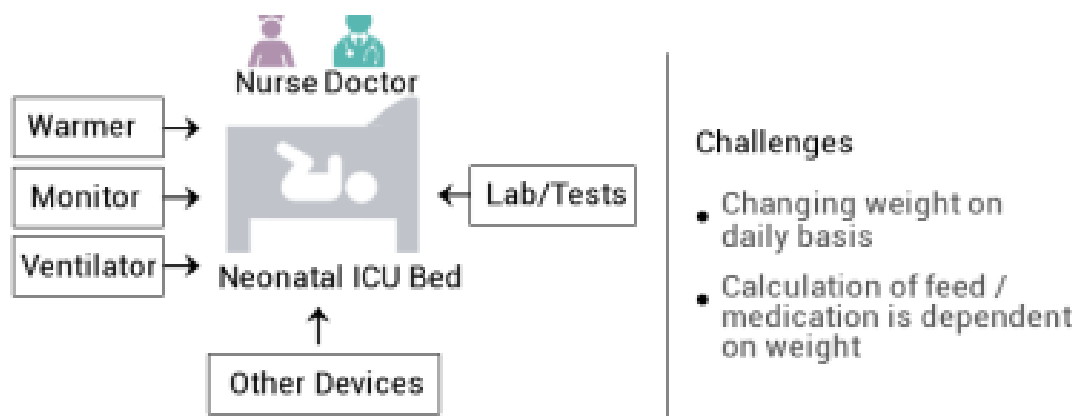 Nurse Doctor
Warmer
Monitor
Ventilator
Lab/Tests
Neonatal ICU Bed
Other Devices
Challenges
• Changing weight on
daily basis
• Calculation of feed /
medication is dependent
on weight